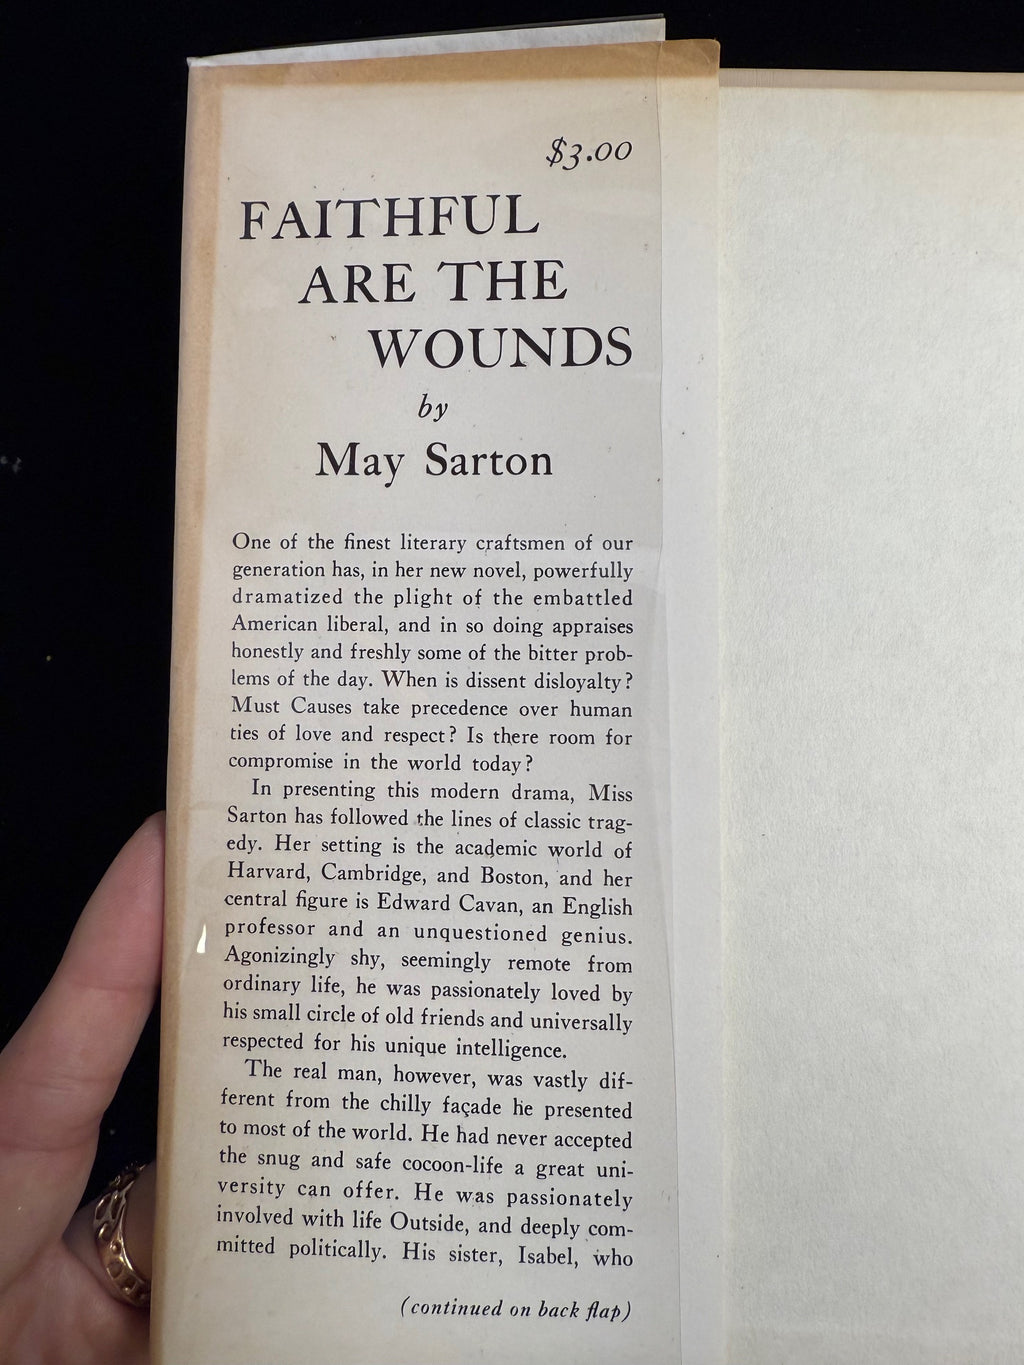 $3.00
FAITHFUL
ARE THE
WOUNDS
by
May Sarton
One of the finest literary craftsmen of our
generation has, in her new novel, powerfully
dramatized the plight of the embattled
American liberal, and in so doing appraises
honestly and freshly some of the bitter prob-
lems of the day. When is dissent disloyalty?
Must Causes take precedence over human
ties of love and respect? Is there room for
compromise in the world today?
In presenting this modern drama, Miss
Sarton has followed the lines of classic trag-
edy. Her setting is the academic world of
Harvard, Cambridge, and Boston, and her
central figure is Edward Cavan, an English
professor and an unquestioned genius.
Agonizingly shy, seemingly remote from
ordinary life, he was passionately loved by
his small circle of old friends and universally
respected for his unique intelligence.
The real man, however, was vastly dif-
ferent from the chilly façade he presented
to most of the world. He had never accepted
the snug and safe cocoon-life a great uni-
versity can offer. He was passionately
involved with life Outside, and deeply com-
mitted politically. His sister, Isabel, who
(continued on back flap)